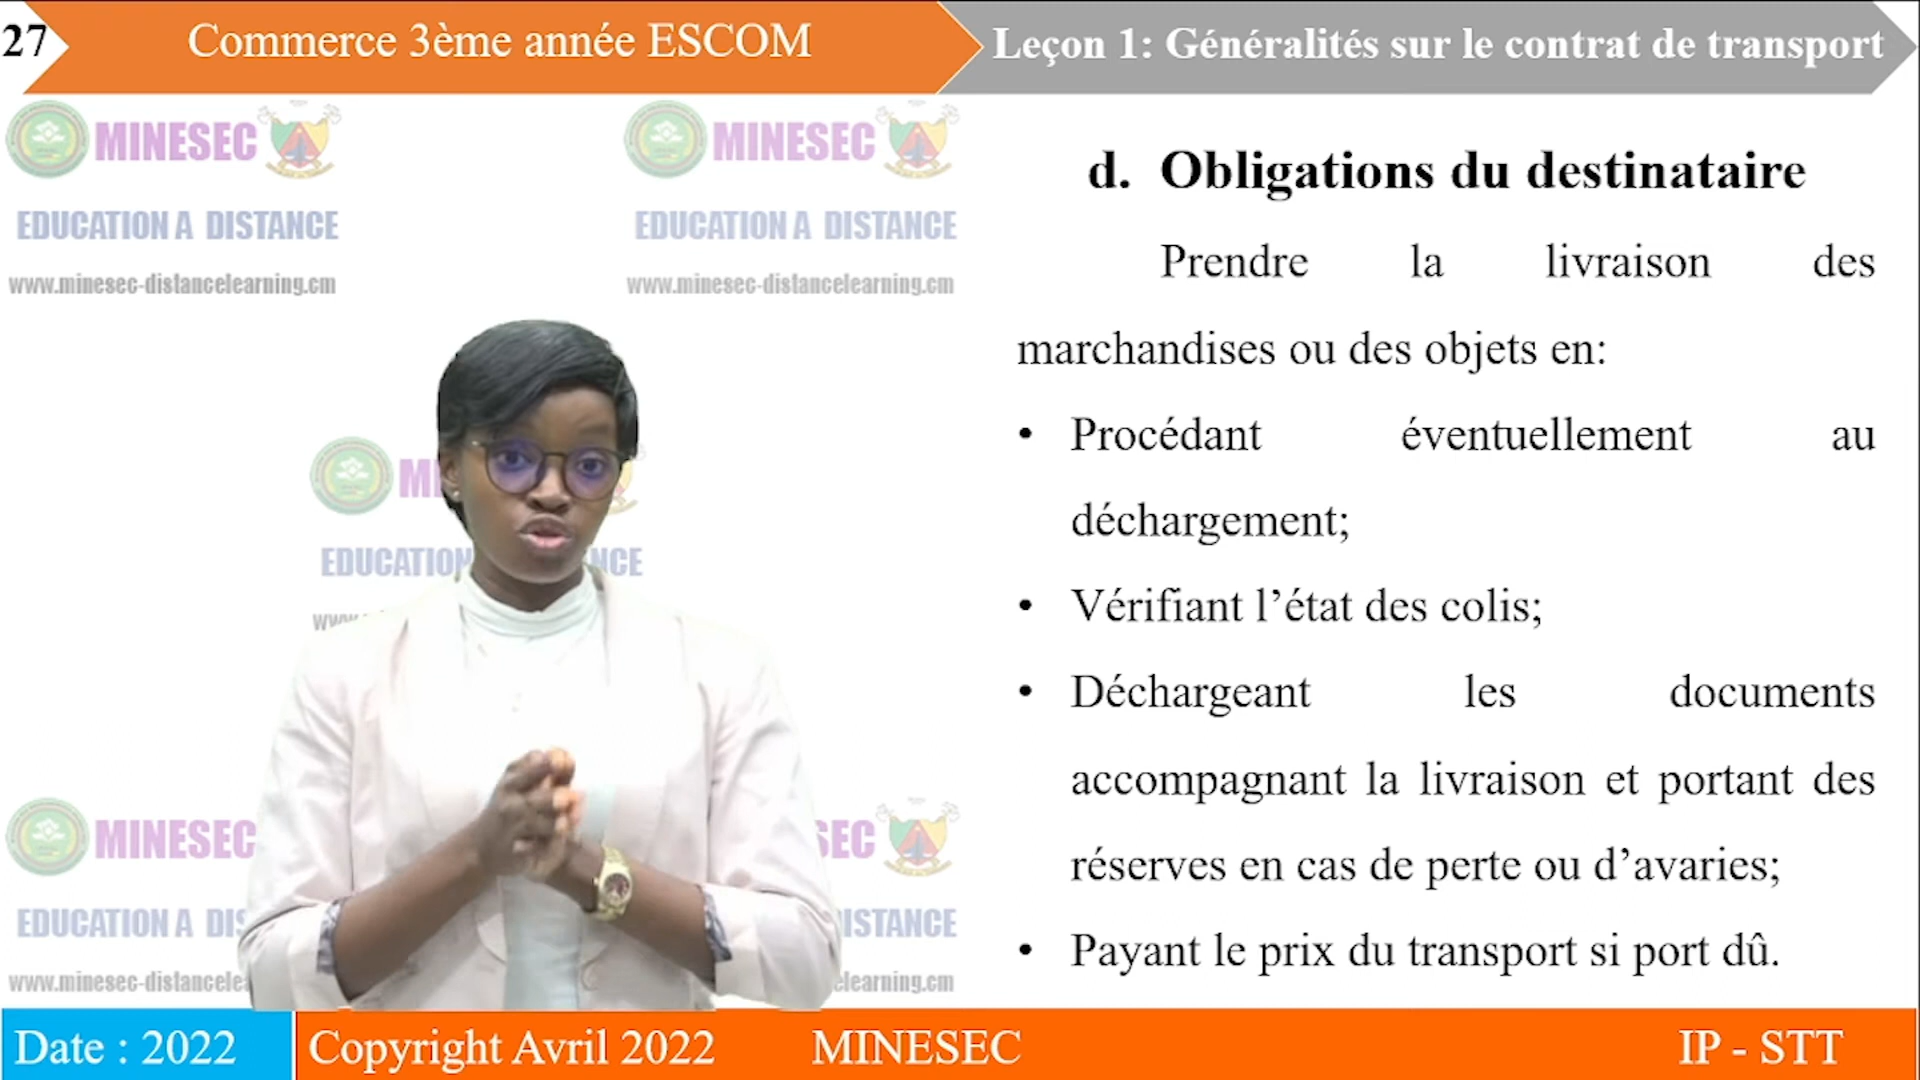 27
Commerce 3ème année ESCOM
Leçon 1: Généralités sur le contrat de transport
MINESEC
EDUCATION A DISTANCE
www.minesec-distancelearning.cm
MINESEC
EDUCATION A DISTANCE
www.minesec-distancelearning.cm
d. Obligations du destinataire
Prendre la livraison des
marchandises ou des objets en:
• Procédant éventuellement au
déchargement;
• Vérifiant l’état des colis;
• Déchargeant les documents
accompagnant la livraison et portant des
réserves en cas de perte ou d’avaries;
• Payant le prix du transport si port dû.
MINESEC
Date : 2022
Copyright Avril 2022 MINESEC
IP - STT